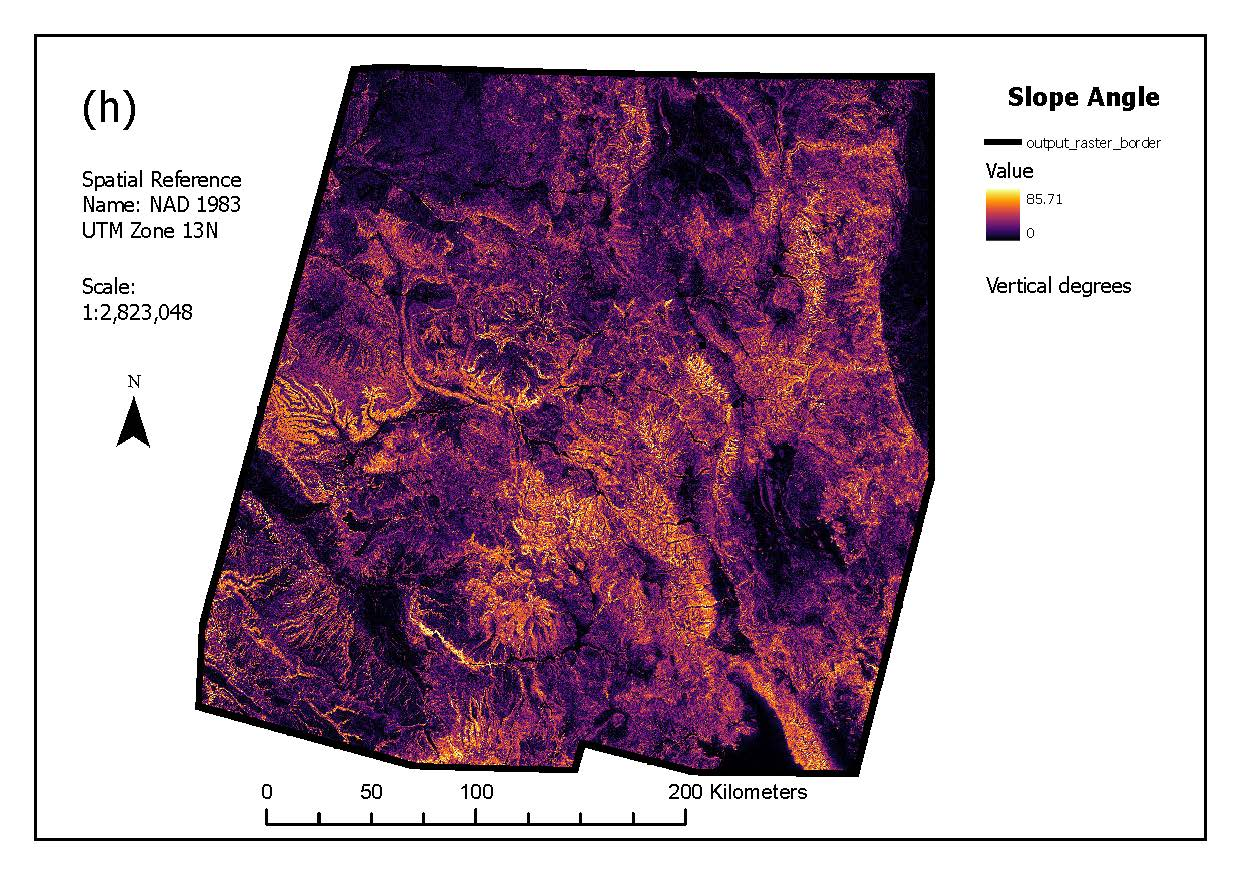 (h)
Spatial Reference
Name: NAD 1983
UTM Zone 13N
Scale:
1:2,823,048
N
Slope Angle
output_raster_border
Value
85.71
0
Vertical degrees
0 50 100 200 Kilometers